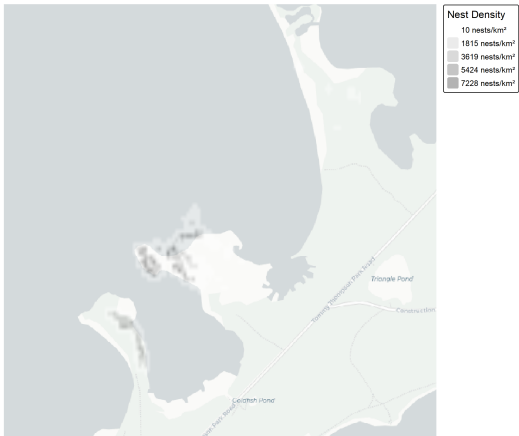 Nest Density
10 nests/km²
1815 nests/km²
3619 nests/km²
5424 nests/km²
7228 nests/km²
Triangle Pond
Construction
Goldfish Pond